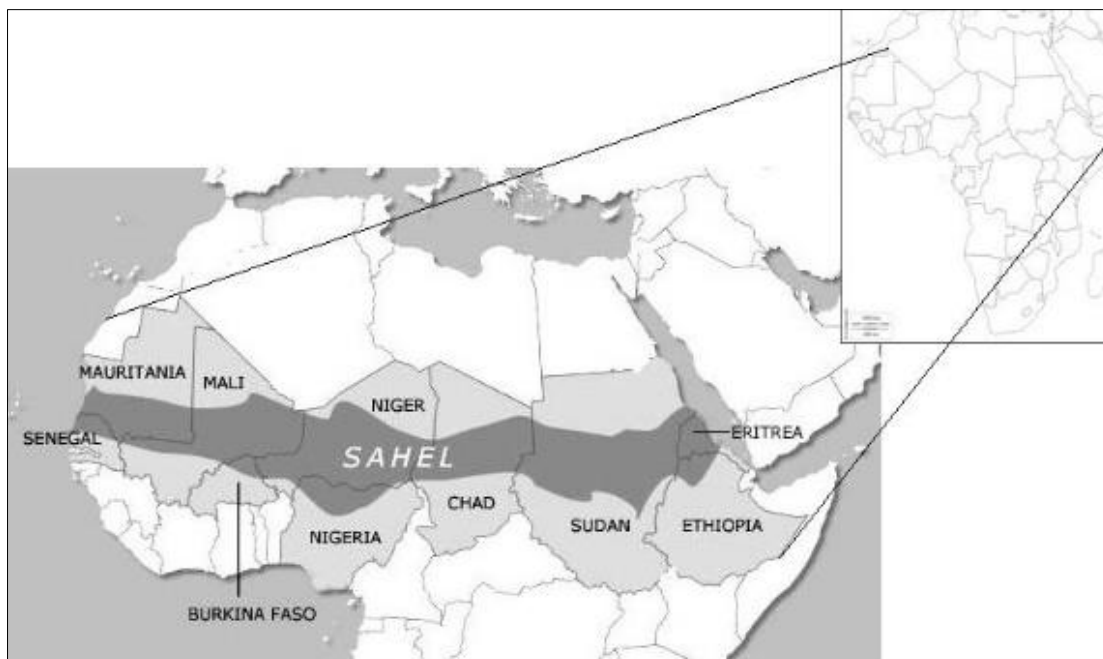 MAURITANIA
MALI
NIGER
SENEGAL
SAHEL
ERITREA
CHAD
NIGERIA
SUDAN
ETHIOPIA
BURKINA FASO